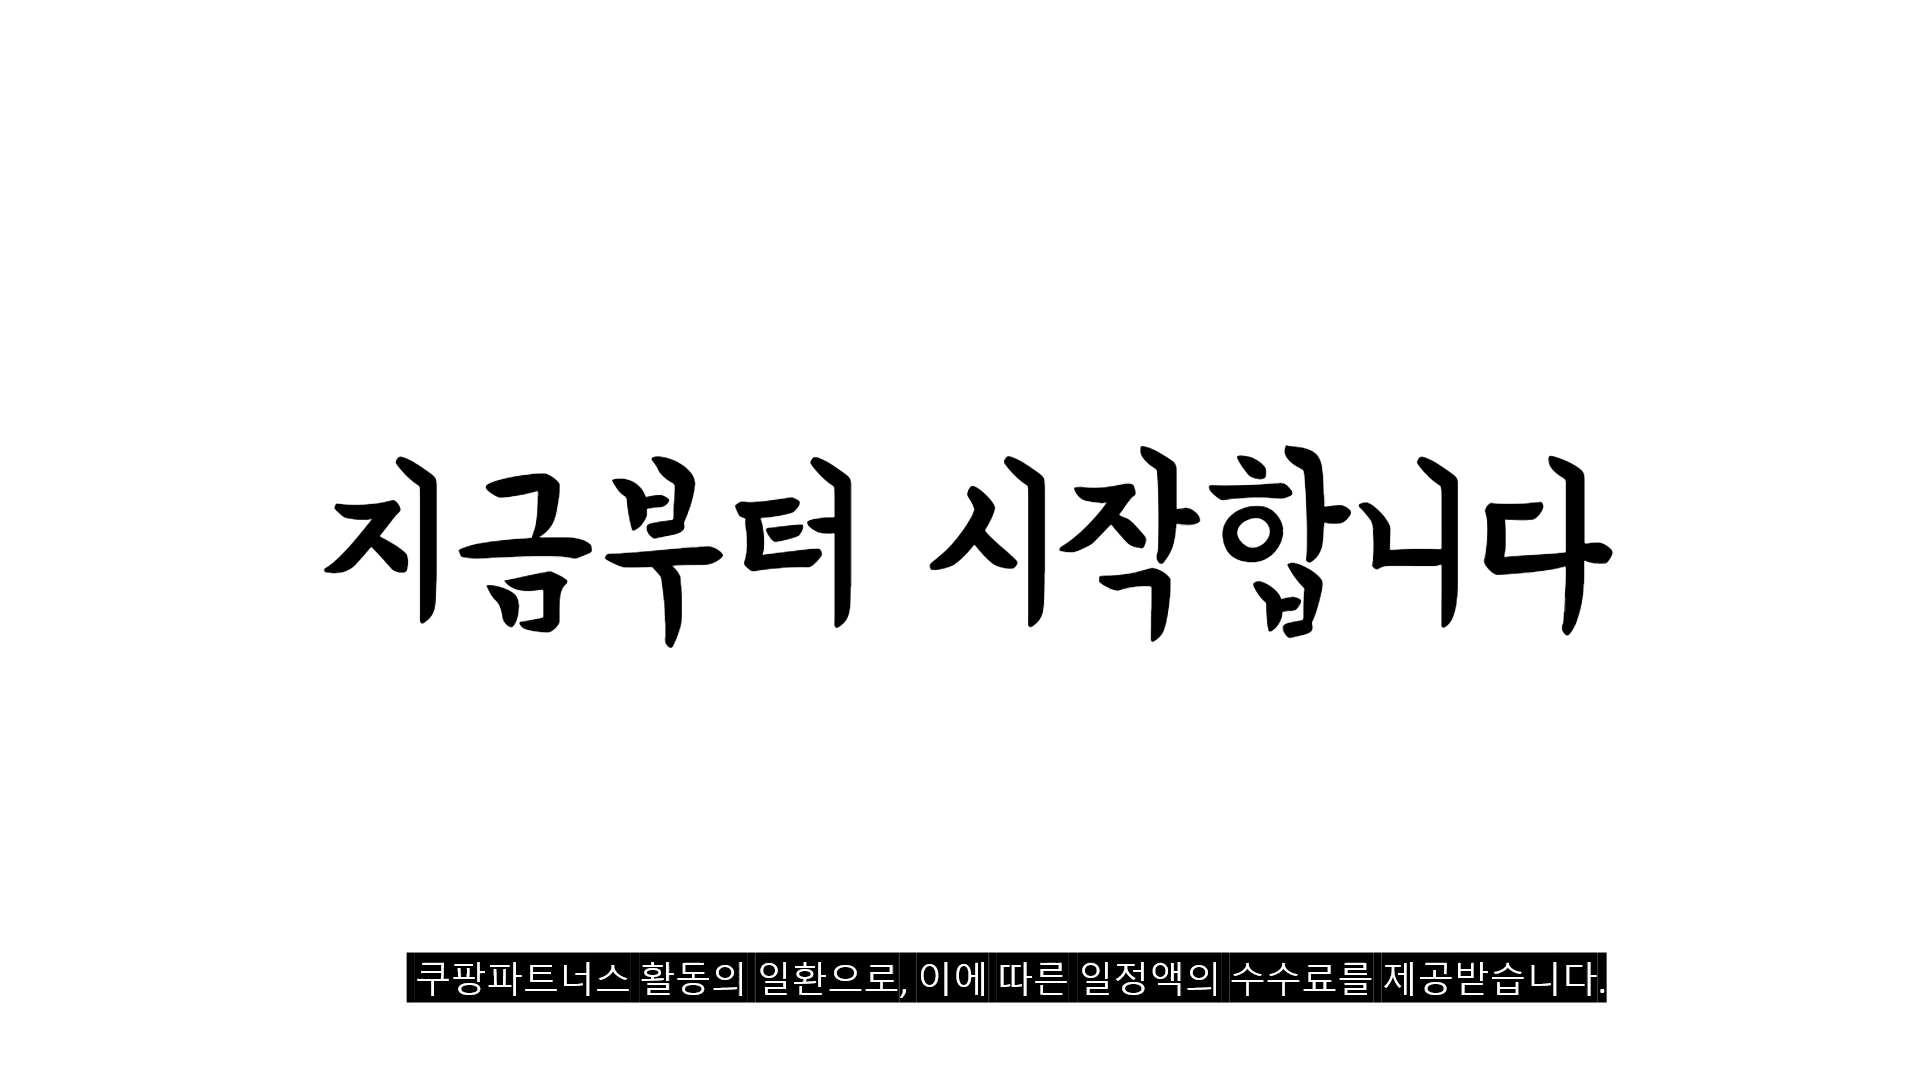 지금부터 시작합니다
쿠팡파트너스 활동의 일환으로, 이에 따른 일정액의 수수료를 제공받습니다.